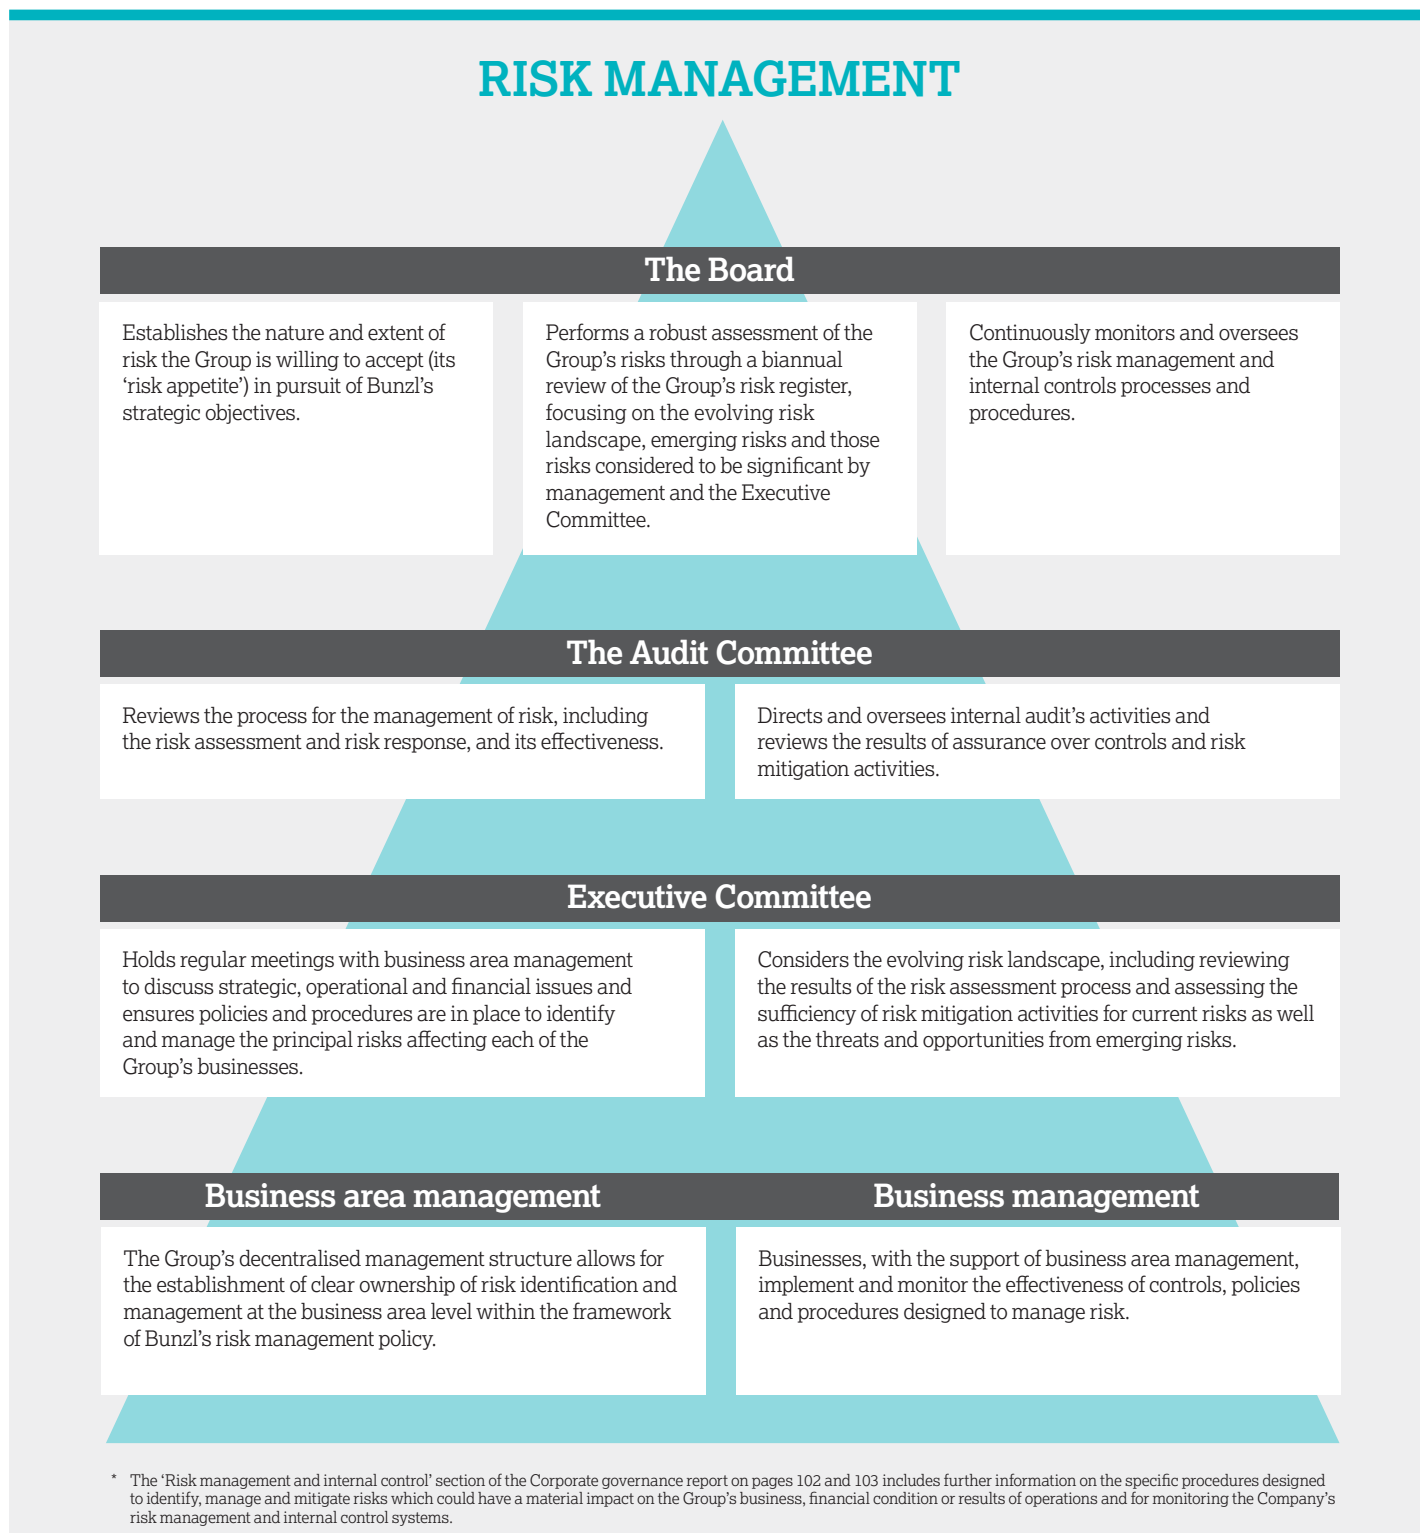 RISK MANAGEMENT
The Board
Establishes the nature and extent of
risk the Group is willing to accept (its
‘risk appetite’) in pursuit of Bunzl’s
strategic objectives.
Performs a robust assessment of the
Group’s risks through a biannual
review of the Group’s risk register,
focusing on the evolving risk
landscape, emerging risks and those
risks considered to be significant by
management and the Executive
Committee.
Continuously monitors and oversees
the Group’s risk management and
internal controls processes and
procedures.
The Audit Committee
Reviews the process for the management of risk, including
the risk assessment and risk response, and its effectiveness.
Directs and oversees internal audit’s activities and
reviews the results of assurance over controls and risk
mitigation activities.
Executive Committee
Holds regular meetings with business area management
to discuss strategic, operational and financial issues and
ensures policies and procedures are in place to identify
and manage the principal risks affecting each of the
Group’s businesses.
Considers the evolving risk landscape, including reviewing
the results of the risk assessment process and assessing the
sufficiency of risk mitigation activities for current risks as well
as the threats and opportunities from emerging risks.
Business area management
The Group’s decentralised management structure allows for
the establishment of clear ownership of risk identification and
management at the business area level within the framework
of Bunzl’s risk management policy.
Business management
Businesses, with the support of business area management,
implement and monitor the effectiveness of controls, policies
and procedures designed to manage risk.
* The ‘Risk management and internal control’ section of the Corporate governance report on pages 102 and 103 includes further information on the specific procedures designed
to identify, manage and mitigate risks which could have a material impact on the Group’s business, financial condition or results of operations and for monitoring the Company’s
risk management and internal control systems.